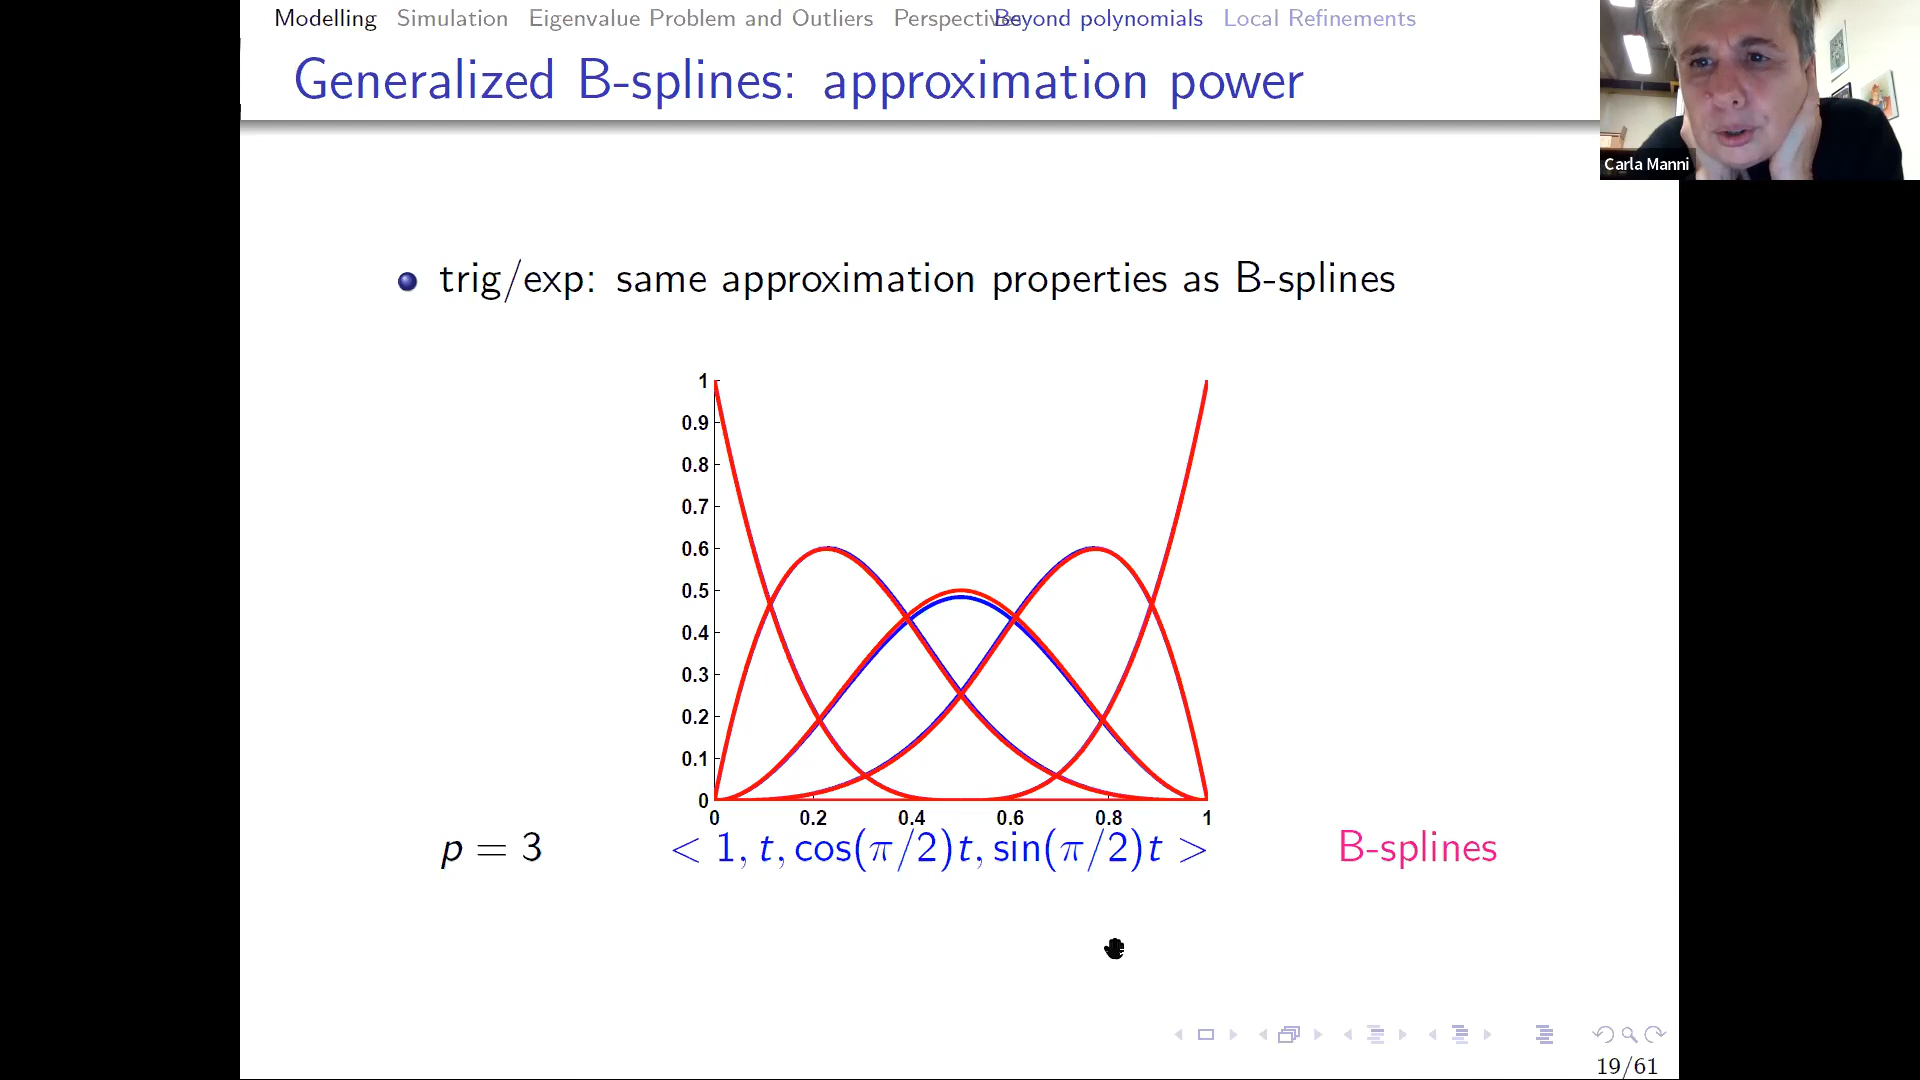 Modelling Simulation Eigenvalue Problem and Outliers Perspectives Beyond polynomials Local Refinements
Generalized B-splines: approximation power
Carla Manni
trig/exp: same approximation properties as B-splines
1
0.9
0.8
0.7
0.6
0.5
0.4
0.3
0.2
0.1
0
0 0.2 0.4 0.6 0.8 1
p = 3 < 1, t, cos(π/2)t, sin(π/2)t > B-splines
19/61